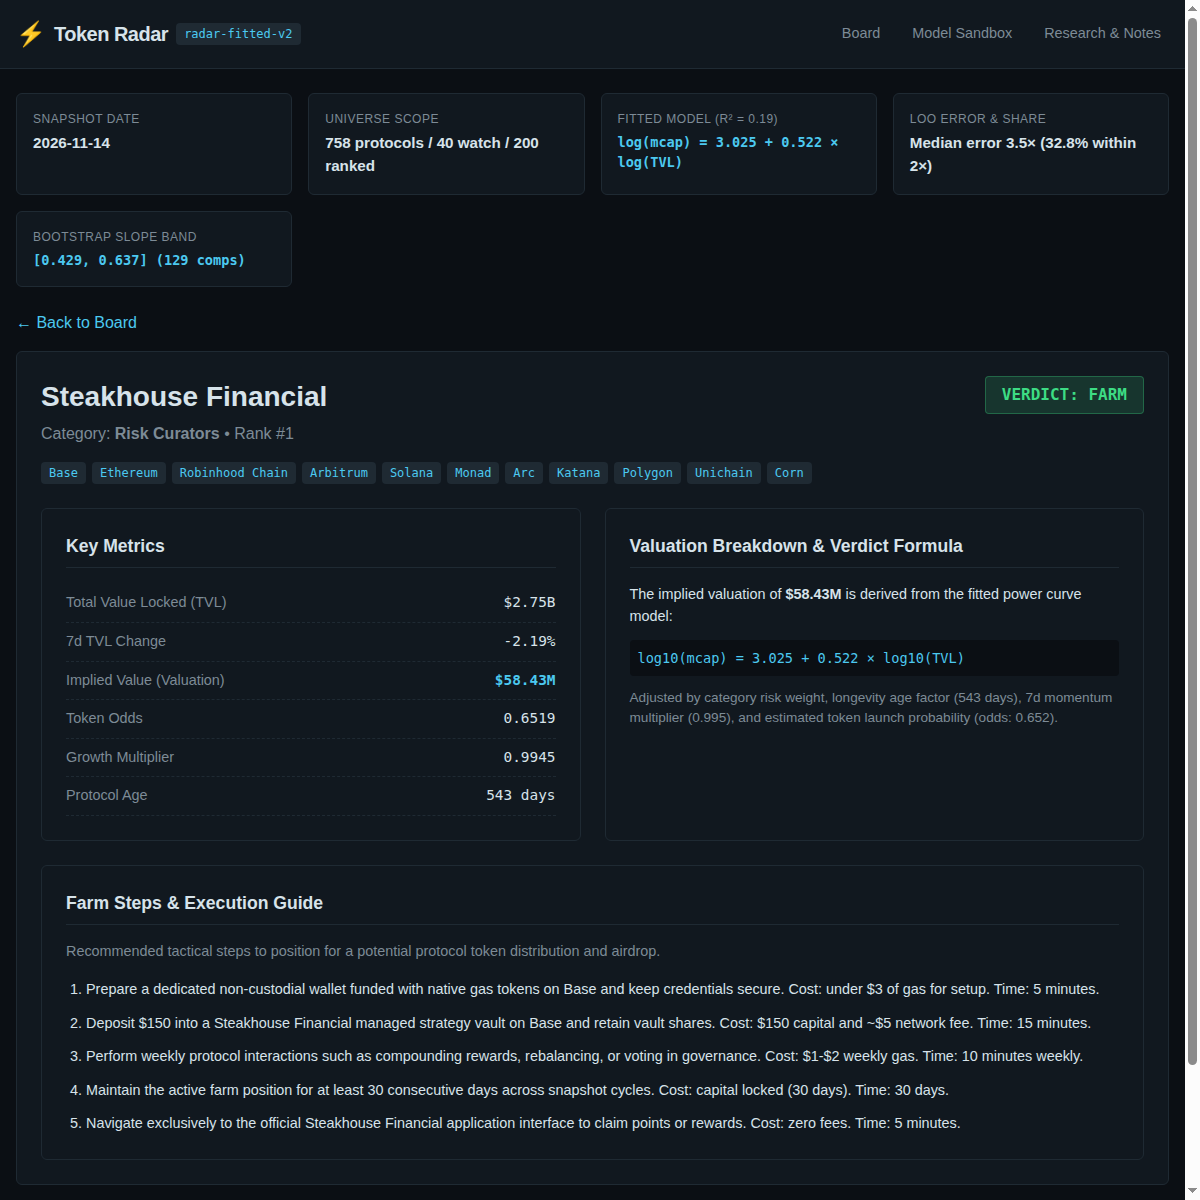 ⚡ Token Radar radar-fitted-v2
Board Model Sandbox Research & Notes
SNAPSHOT DATE
2026-11-14
UNIVERSE SCOPE
758 protocols / 40 watch / 200
ranked
FITTED MODEL (R² = 0.19)
log(mcap) = 3.025 + 0.522 ×
log(TVL)
LOO ERROR & SHARE
Median error 3.5× (32.8% within
2×)
BOOTSTRAP SLOPE BAND
[0.429, 0.637] (129 comps)
← Back to Board
Steakhouse Financial
VERDICT: FARM
Category: Risk Curators • Rank #1
Base Ethereum Robinhood Chain Arbitrum Solana Monad Arc Katana Polygon Unichain Corn
Key Metrics
Total Value Locked (TVL) $2.75B
7d TVL Change -2.19%
Implied Value (Valuation) $58.43M
Token Odds 0.6519
Growth Multiplier 0.9945
Protocol Age 543 days
Valuation Breakdown & Verdict Formula
The implied valuation of $58.43M is derived from the fitted power curve
model:
log10(mcap) = 3.025 + 0.522 × log10(TVL)
Adjusted by category risk weight, longevity age factor (543 days), 7d momentum
multiplier (0.995), and estimated token launch probability (odds: 0.652).
Farm Steps & Execution Guide
Recommended tactical steps to position for a potential protocol token distribution and airdrop.
1. Prepare a dedicated non-custodial wallet funded with native gas tokens on Base and keep credentials secure. Cost: under $3 of gas for setup. Time: 5 minutes.
2. Deposit $150 into a Steakhouse Financial managed strategy vault on Base and retain vault shares. Cost: $150 capital and ~$5 network fee. Time: 15 minutes.
3. Perform weekly protocol interactions such as compounding rewards, rebalancing, or voting in governance. Cost: $1-$2 weekly gas. Time: 10 minutes weekly.
4. Maintain the active farm position for at least 30 consecutive days across snapshot cycles. Cost: capital locked (30 days). Time: 30 days.
5. Navigate exclusively to the official Steakhouse Financial application interface to claim points or rewards. Cost: zero fees. Time: 5 minutes.